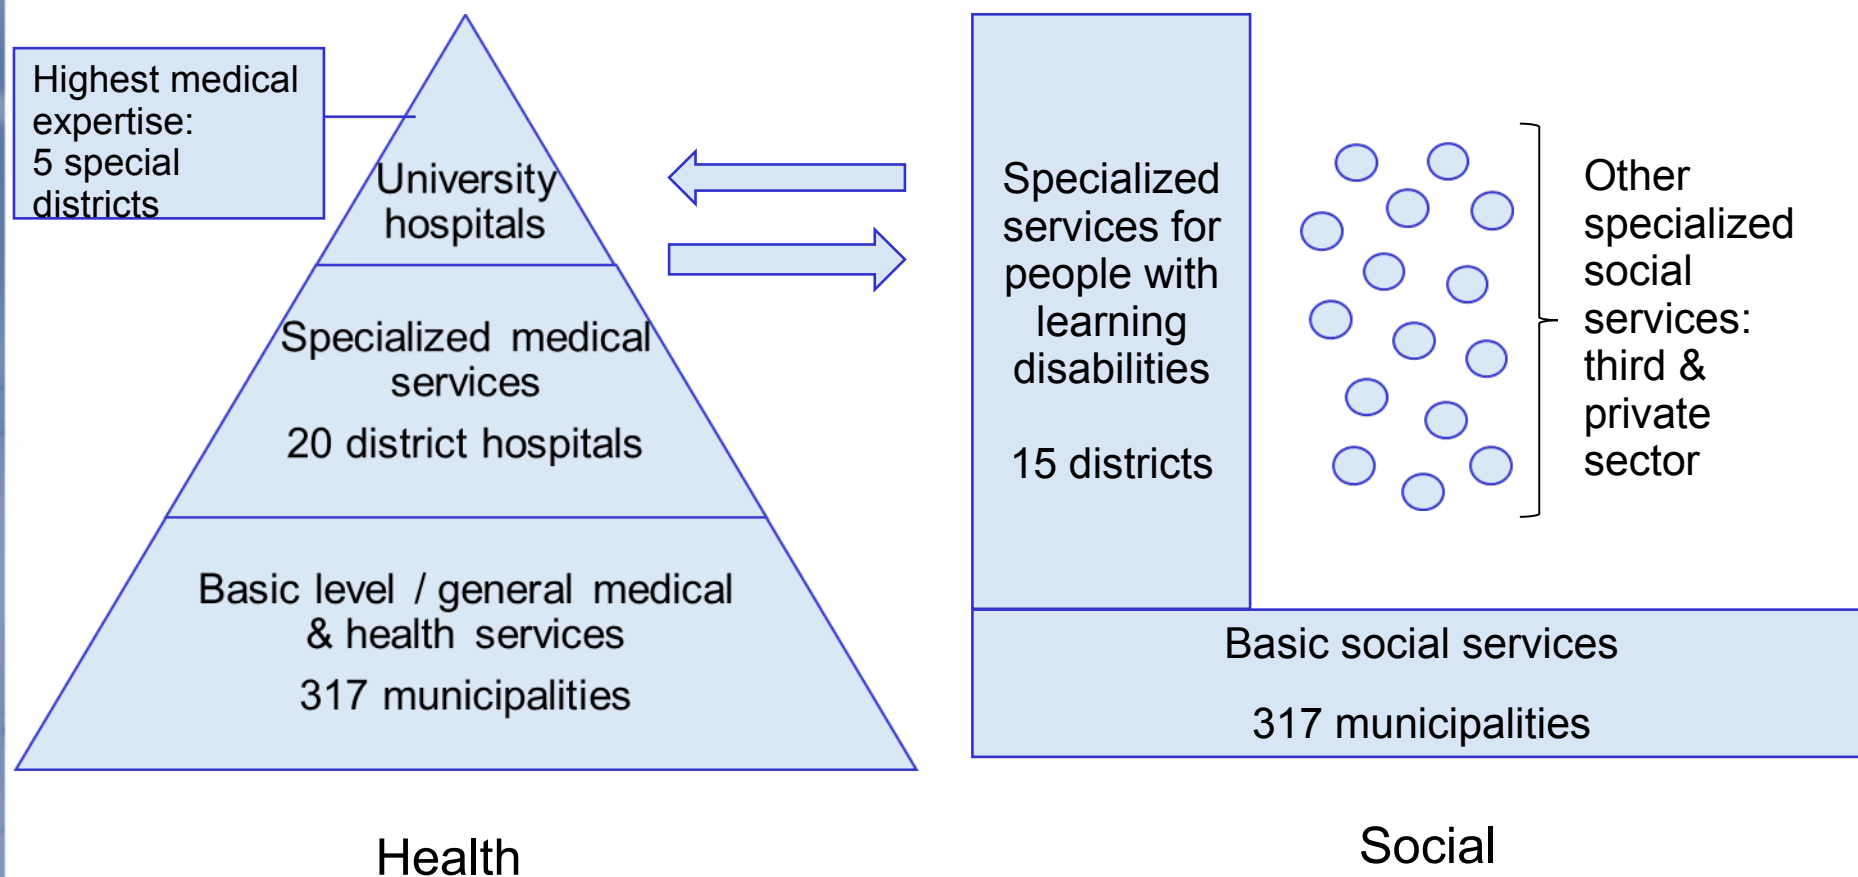 Highest medical
expertise:
5 special
districts
University
hospitals
Specialized medical
services
20 district hospitals
Basic level / general medical
& health services
317 municipalities
Health
Specialized
services for
people with
learning
disabilities
15 districts
Other
specialized
social
services:
third &
private
sector
Basic social services
317 municipalities
Social